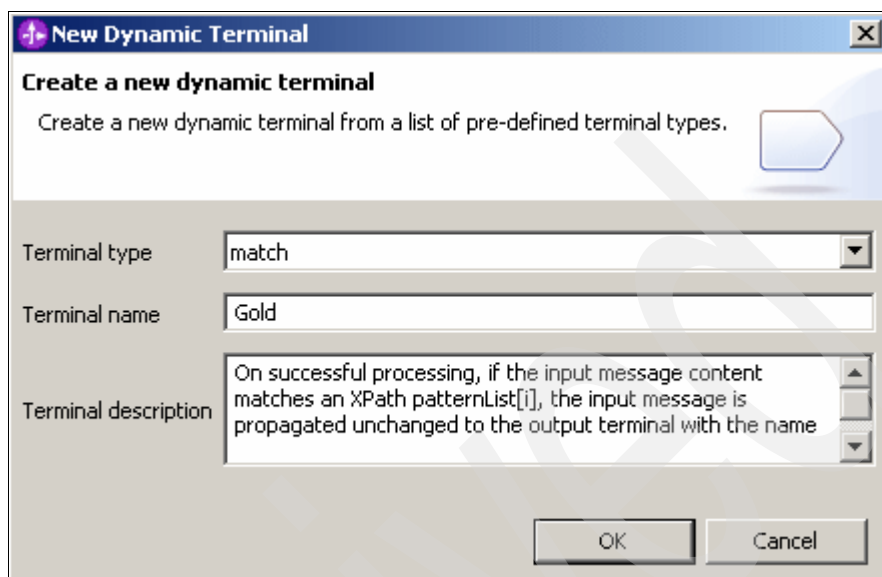 New Dynamic Terminal
Create a new dynamic terminal
Create a new dynamic terminal from a list of pre-defined terminal types.
Terminal type
match
Terminal name
Gold
Terminal description
On successful processing, if the input message content
matches an XPath patternList[i], the input message is
propagated unchanged to the output terminal with the name
OK
Cancel